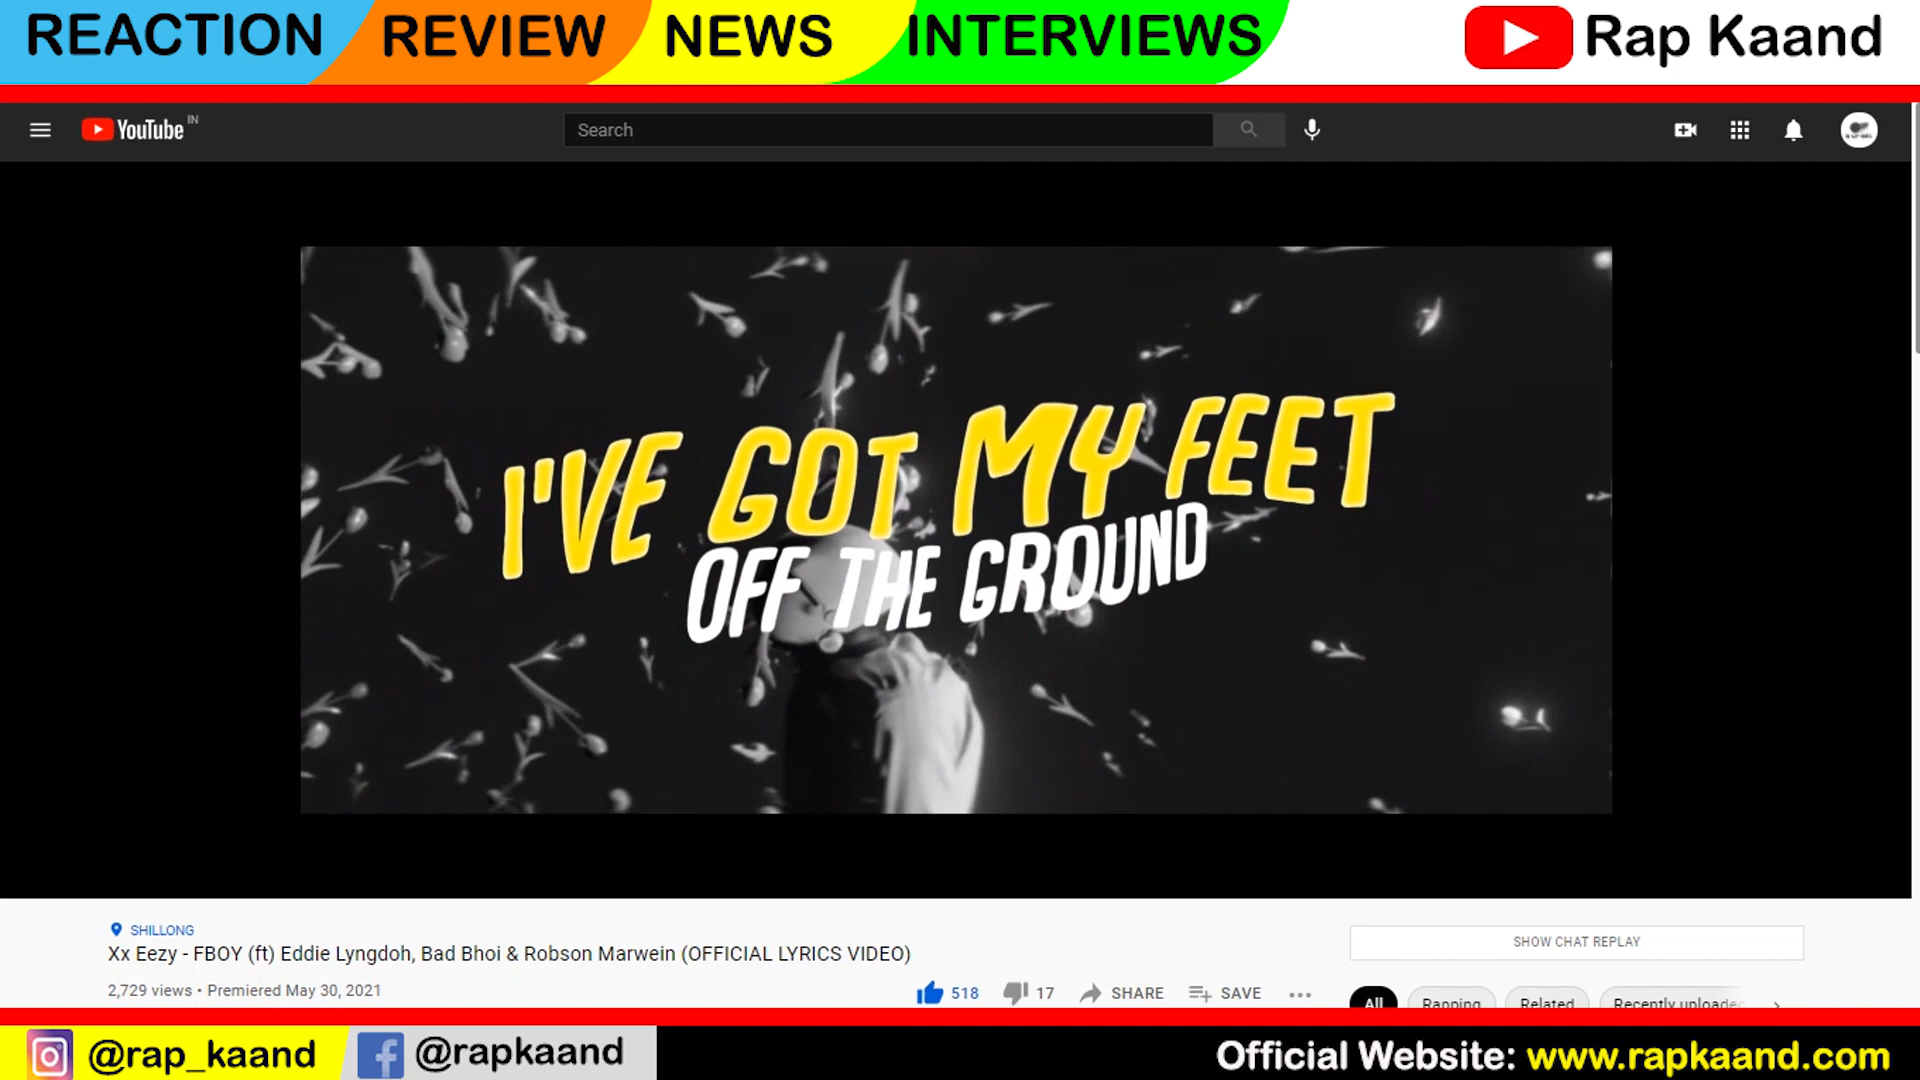 REACTION REVIEW NEWS INTERVIEWS Rap Kaand
YouTube IN
Search
I'VE GOT MY FEET
OFF THE GROUND
SHILLONG
Xx Eezy - FBOY (ft) Eddie Lyngdoh, Bad Bhoi & Robson Marwein (OFFICIAL LYRICS VIDEO)
2,729 views • Premiered May 30, 2021
518 17 SHARE SAVE ...
SHOW CHAT REPLAY
All Rapping Related Recently uploaded
@rap_kaand @rapkaand Official Website: www.rapkaand.com